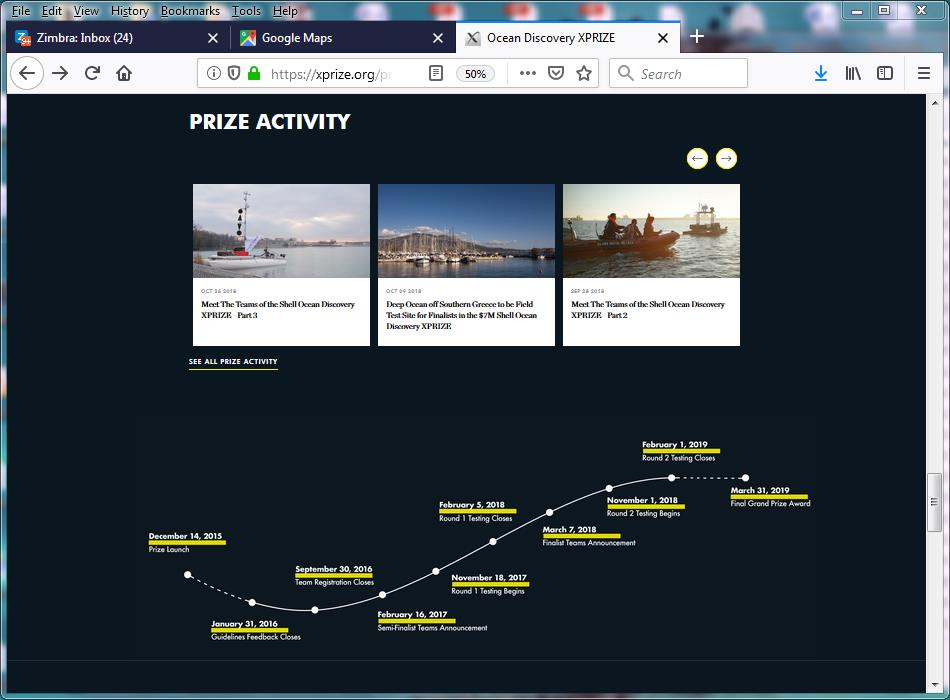 File Edit View History Bookmarks Tools Help
Zimbra: Inbox (24)
Google Maps
Ocean Discovery XPRIZE
https://xprize.org/
50%
Search
PRIZE ACTIVITY
OCT 26 2018
Meet The Teams of the Shell Ocean Discovery
XPRIZE Part 3
OCT 09 2018
Deep Ocean off Southern Greece to be Field
Test Site for Finalists in the $7M Shell Ocean
Discovery XPRIZE
SEP 28 2018
Meet The Teams of the Shell Ocean Discovery
XPRIZE Part 2
SEE ALL PRIZE ACTIVITY
December 14, 2015
Prize Launch
January 31, 2016
Guidelines Feedback Closes
September 30, 2016
Team Registration Closes
February 16, 2017
Semi-Finalist Teams Announcement
November 18, 2017
Round 1 Testing Begins
February 5, 2018
Round 1 Testing Closes
March 7, 2018
Finalist Teams Announcement
November 1, 2018
Round 2 Testing Begins
February 1, 2019
Round 2 Testing Closes
March 31, 2019
Final Grand Prize Award